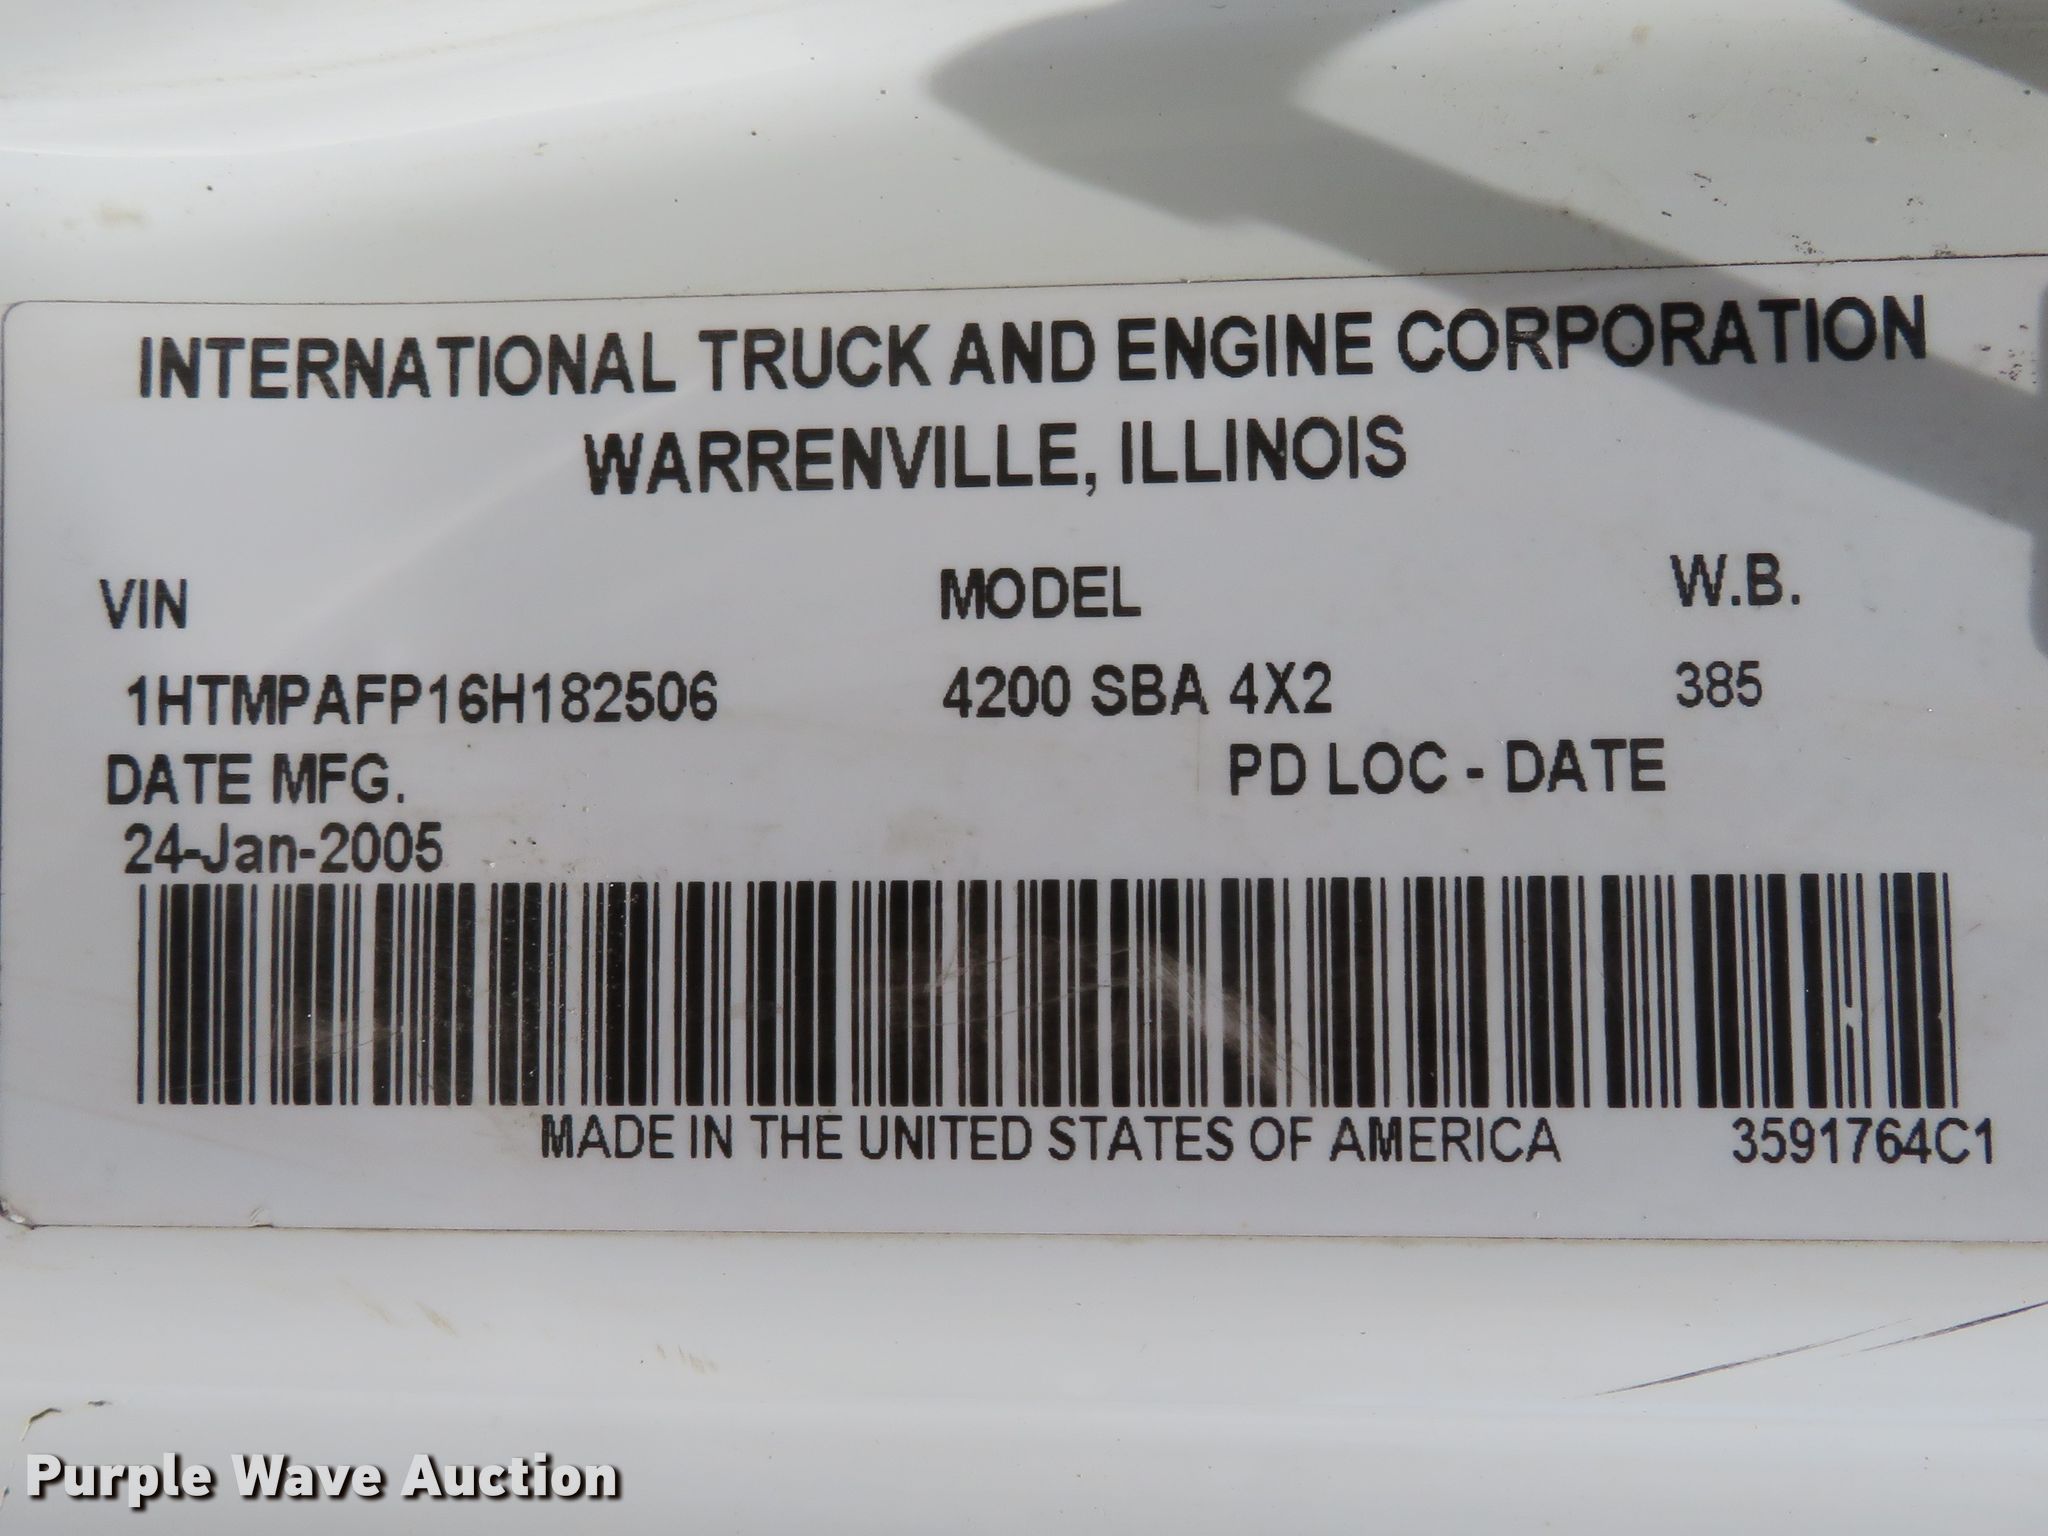 INTERNATIONAL TRUCK AND ENGINE CORPORATION
WARRENVILLE, ILLINOIS
VIN MODEL W.B.
1HTMPAFP16H182506 4200 SBA 4X2 385
DATE MFG. PD LOC - DATE
24-Jan-2005
MADE IN THE UNITED STATES OF AMERICA 3591764C1
Purple Wave Auction